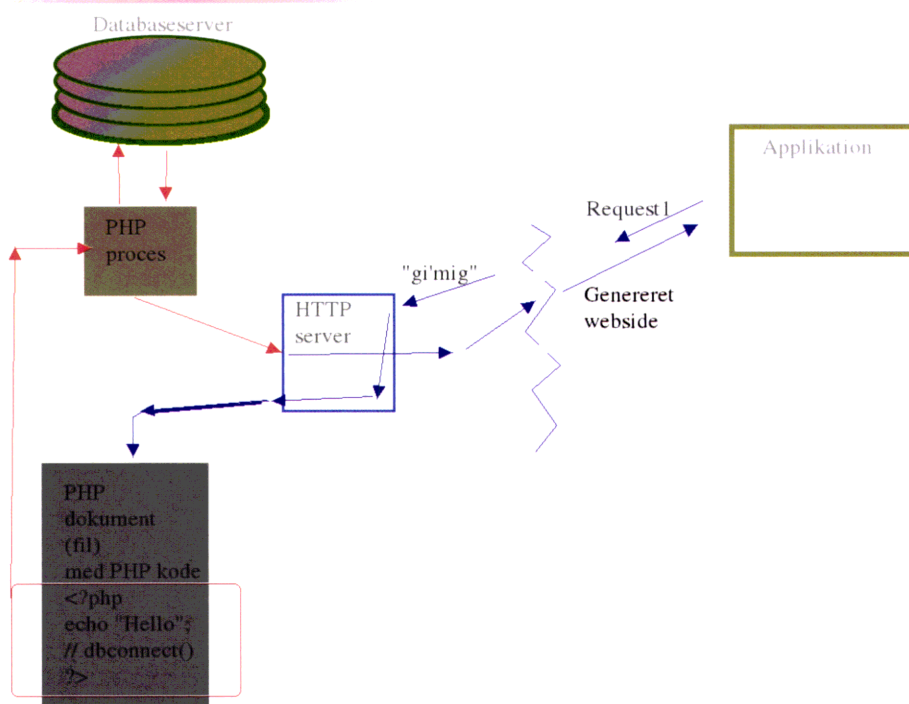 Databaseserver
Applikation
PHP
proces
Request1
"gi'mig"
Genereret
webside
HTTP
server
PHP
dokument
(fil)
med PHP kode
<?php
echo "Hello";
// dbconnect()
?>